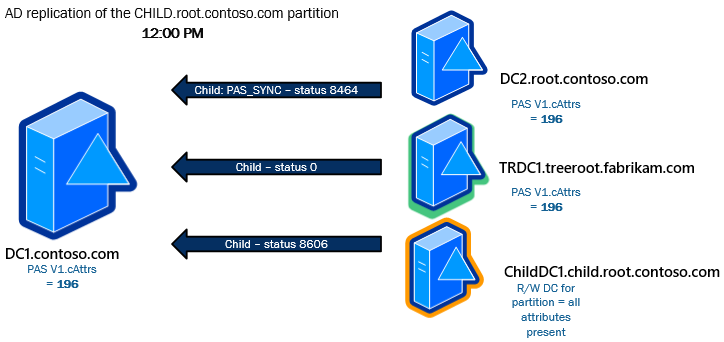 AD replication of the CHILD.root.contoso.com partition
12:00 PM
Child: PAS_SYNC – status 8464
DC2.root.contoso.com
PAS V1.cAttrs
= 196
Child – status 0
TRDC1.treeroot.fabrikam.com
PAS V1.cAttrs
= 196
DC1.contoso.com
PAS V1.cAttrs
= 196
Child – status 8606
ChildDC1.child.root.contoso.com
R/W DC for
partition = all
attributes
present